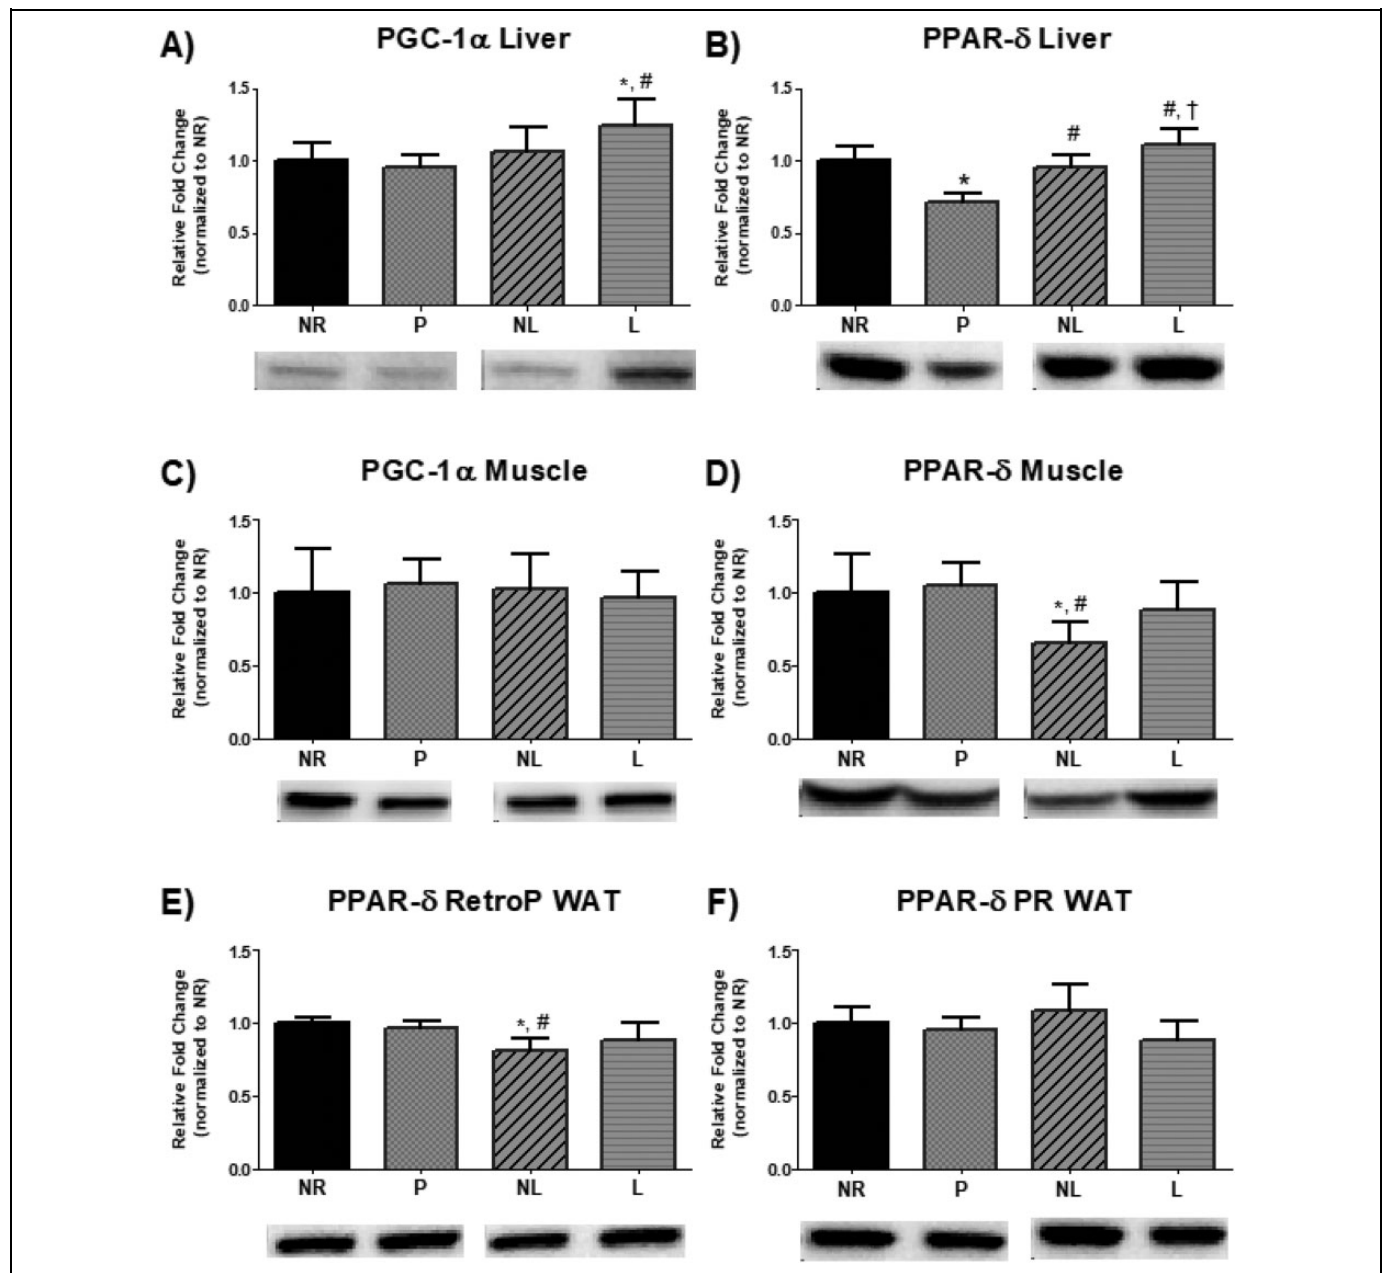 A) PGC-1α Liver
Relative Fold Change
(normalized to NR)
1.5
1.0
0.5
0.0
*, #
NR P NL L
B) PPAR-δ Liver
Relative Fold Change
(normalized to NR)
1.5
1.0
0.5
0.0
*
#
#, †
NR P NL L
C) PGC-1α Muscle
Relative Fold Change
(normalized to NR)
1.5
1.0
0.5
0.0
NR P NL L
D) PPAR-δ Muscle
Relative Fold Change
(normalized to NR)
1.5
1.0
0.5
0.0
*, #
NR P NL L
E) PPAR-δ RetroP WAT
Relative Fold Change
(normalized to NR)
1.5
1.0
0.5
0.0
*, #
NR P NL L
F) PPAR-δ PR WAT
Relative Fold Change
(normalized to NR)
1.5
1.0
0.5
0.0
NR P NL L